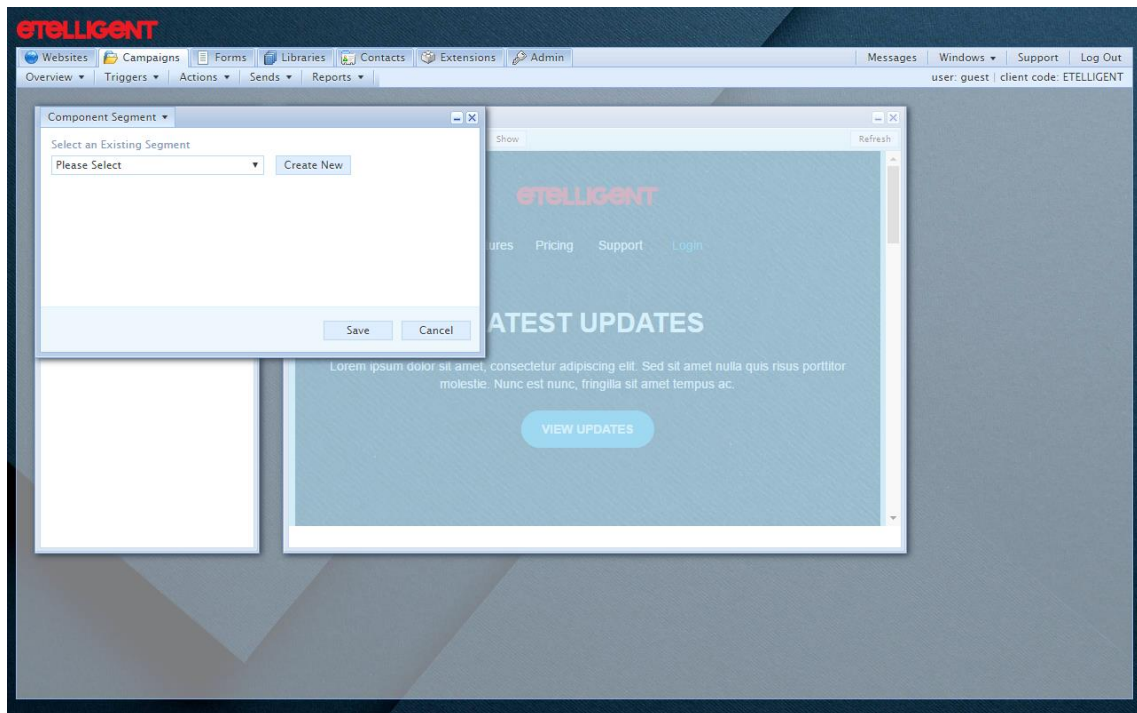 eTELLIGeNT
Websites Campaigns Forms Libraries Contacts Extensions Admin Messages Windows Support Log Out
Overview Triggers Actions Sends Reports user: guest client code: ETELLIGENT
Component Segment
Select an Existing Segment
Please Select Create New
Save Cancel
Show Refresh
eTELLIGeNT
ures Pricing Support Login
ATEST UPDATES
Lorem ipsum dolor sit amet, consectetur adipiscing elit. Sed sit amet nulla quis risus porttitor
molestie. Nunc est nunc, fringilla sit amet tempus ac.
VIEW UPDATES